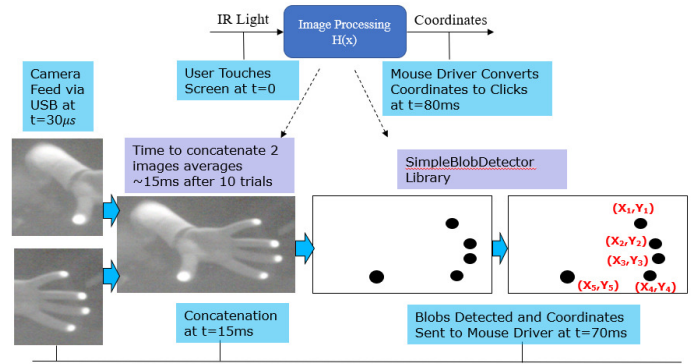 IR Light
Image Processing
H(x)
Coordinates
Camera
Feed via
USB at
t=30𝜇s
User Touches
Screen at t=0
Mouse Driver Converts
Coordinates to Clicks
at t=80ms
Time to concatenate 2
images averages
~15ms after 10 trials
SimpleBlobDetector
Library
(X₁,Y₁)
(X₂,Y₂)
(X₃,Y₃)
(X₅,Y₅)
(X₄,Y₄)
Concatenation
at t=15ms
Blobs Detected and Coordinates
Sent to Mouse Driver at t=70ms